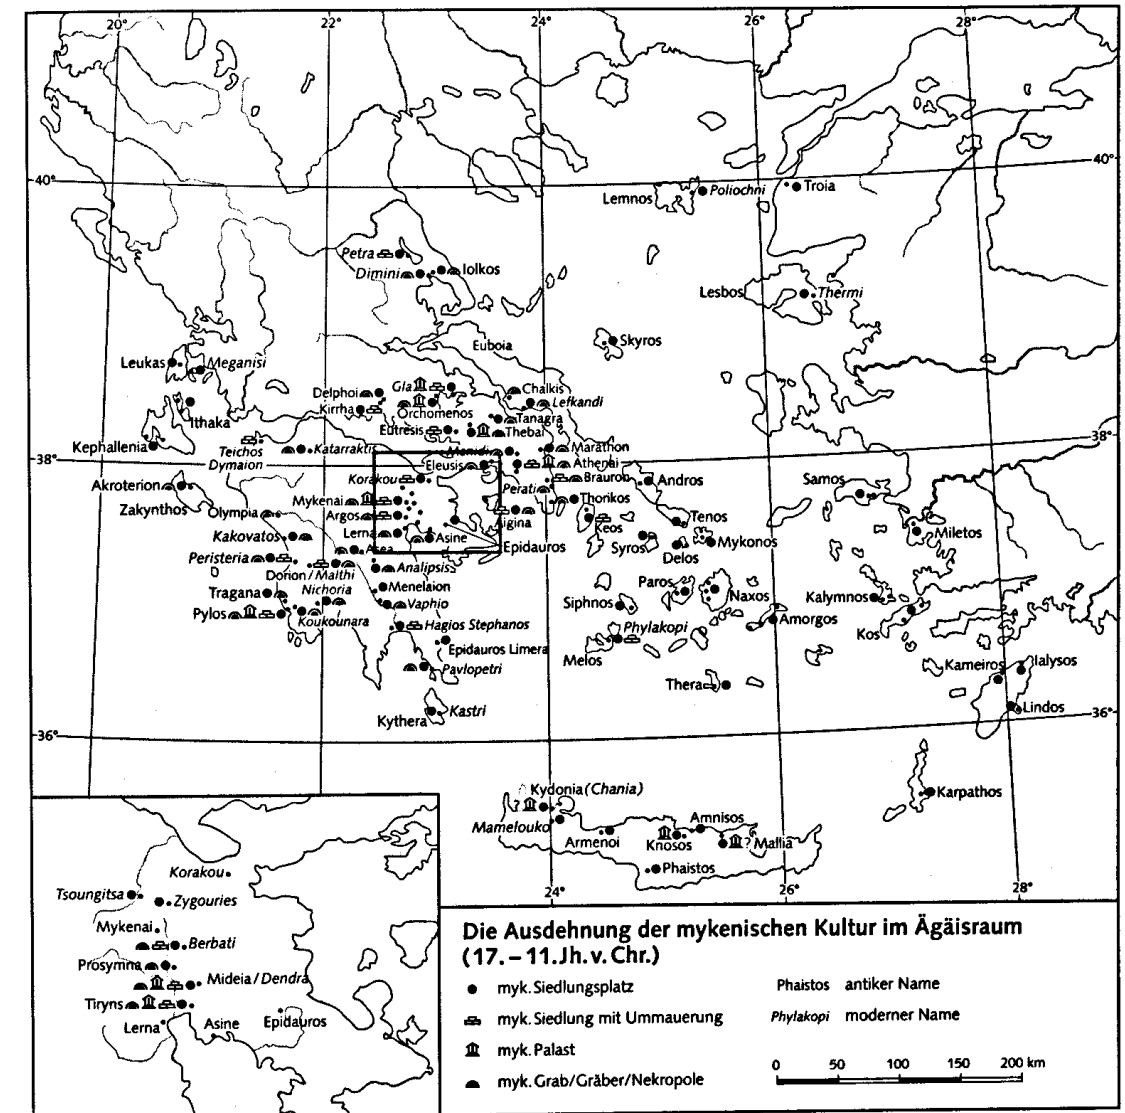 20° 22° 24° 26° 28°
40° 40°
Lemnos Poliochni Troia
Petra
Dimini Iolkos
Lesbos Thermi
Skyros
Euboia
Leukas Meganisi
Delphoi Gla Chalkis
Kirrha Orchomenos Lefkandi
Ithaka Tanagra
Eutresis Thebai
Kephallenia Teichos Dymaion Katarraktis Menidi Marathon
38° 38°
Eleusis Athenai
Akroterion Korakou Perati Brauron Andros Samos
Zakynthos Mykenai Thorikos
Olympia Argos Aigina Keos Tenos
Kakovatos Lerna Asine Syros Mykonos Miletos
Peristeria Asea Epidauros Delos
Dorion/Malthi Analipsis
Nichoria Menelaion Paros Naxos Kalymnos
Tragana Vaphio Siphnos Amorgos
Pylos Koukounara Hagios Stephanos Phylakopi Kos
Epidauros Limera Melos
Pavlopetri Kameiros Ialysos
Thera
Kythera Kastri Lindos
36° 36°
Kydonia (Chania) Karpathos
Mamelouko Amnisos
Armenoi Knosos ? Mallia
Phaistos
24° 26° 28°
Korakou
Tsoungitsa Zygouries
Mykenai
Berbati
Prosymna
Mideia/Dendra
Tiryns
Lerna Asine Epidauros
Die Ausdehnung der mykenischen Kultur im Ägäisraum
(17.–11.Jh.v.Chr.)
myk. Siedlungsplatz
myk. Siedlung mit Ummauerung
myk. Palast
myk. Grab/Gräber/Nekropole
Phaistos antiker Name
Phylakopi moderner Name
0 50 100 150 200 km